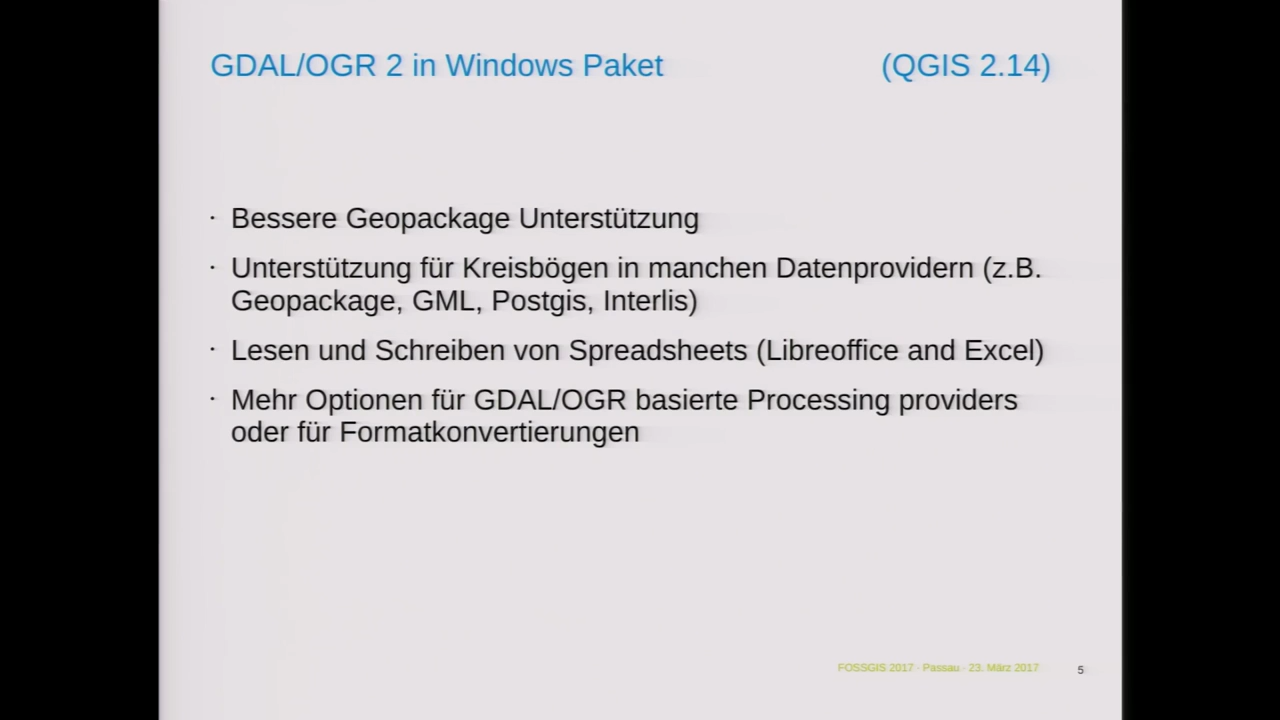 GDAL/OGR 2 in Windows Paket (QGIS 2.14)
· Bessere Geopackage Unterstützung
· Unterstützung für Kreisbögen in manchen Datenprovidern (z.B.
Geopackage, GML, Postgis, Interlis)
· Lesen und Schreiben von Spreadsheets (Libreoffice and Excel)
· Mehr Optionen für GDAL/OGR basierte Processing providers
oder für Formatkonvertierungen
FOSSGIS 2017 · Passau · 23. März 2017 5